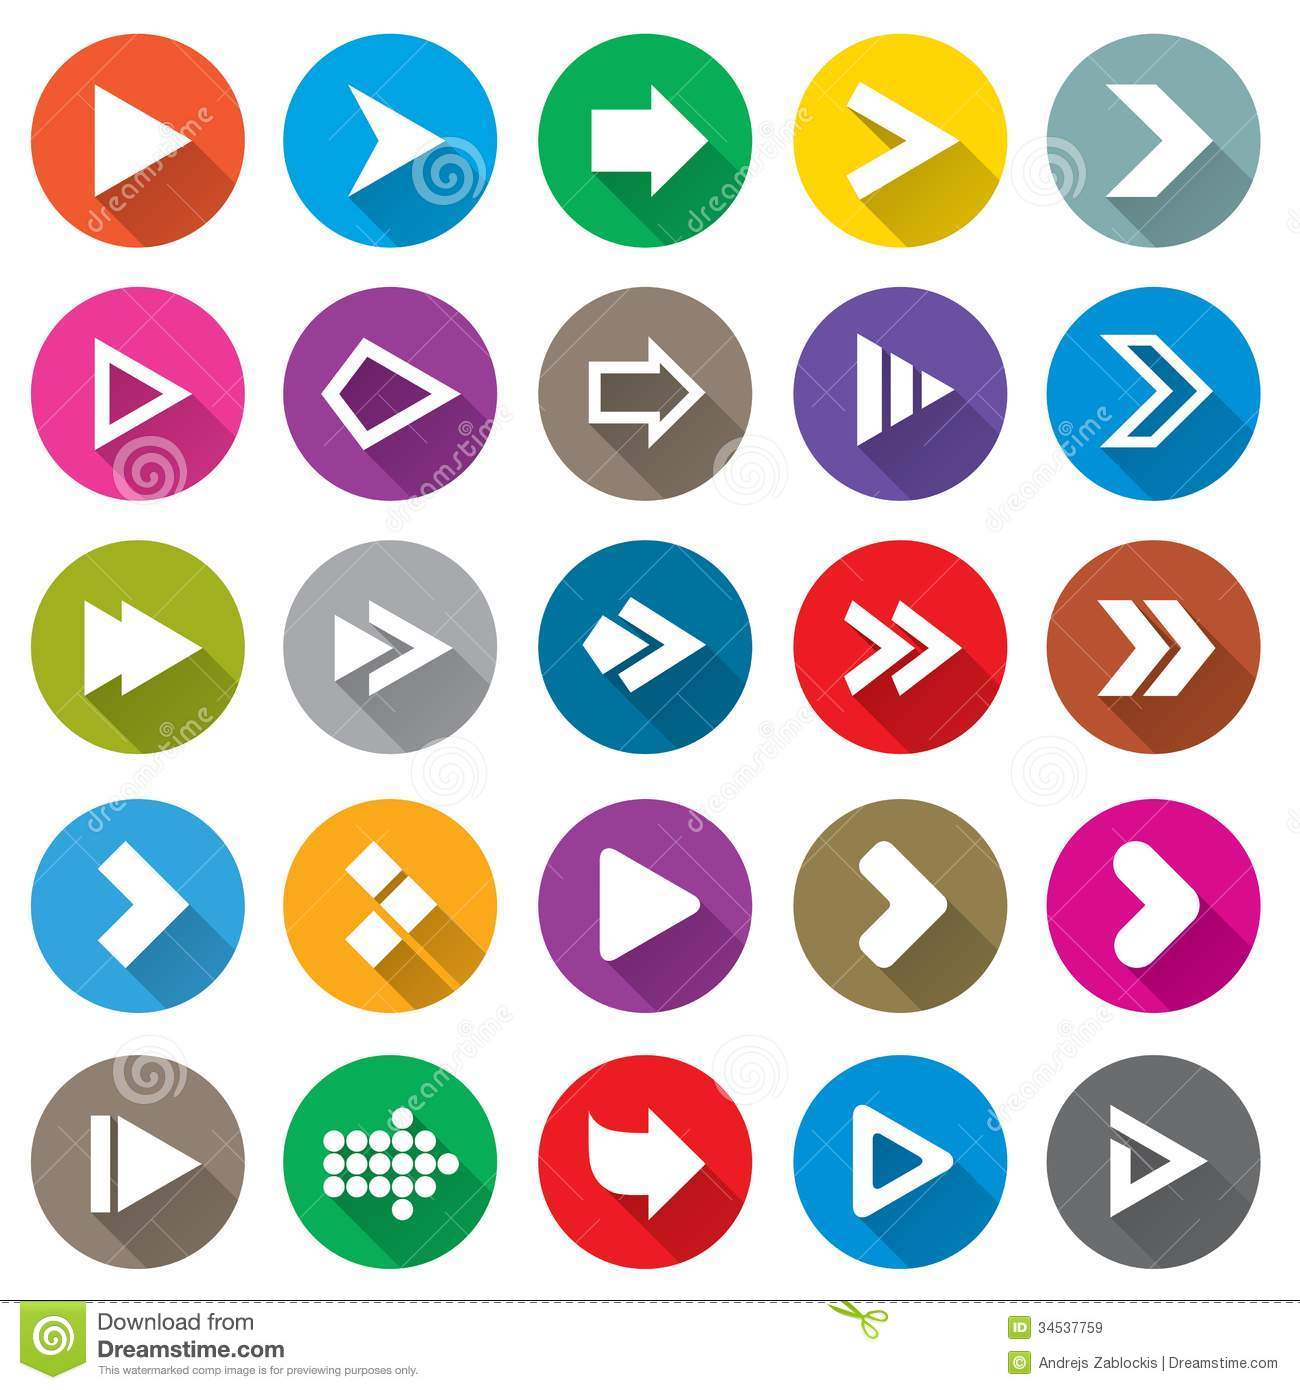 Download from
Dreamstime.com
This watermarked comp image is for previewing purposes only.
ID 34537759
© Andrejs Zablockis | Dreamstime.com